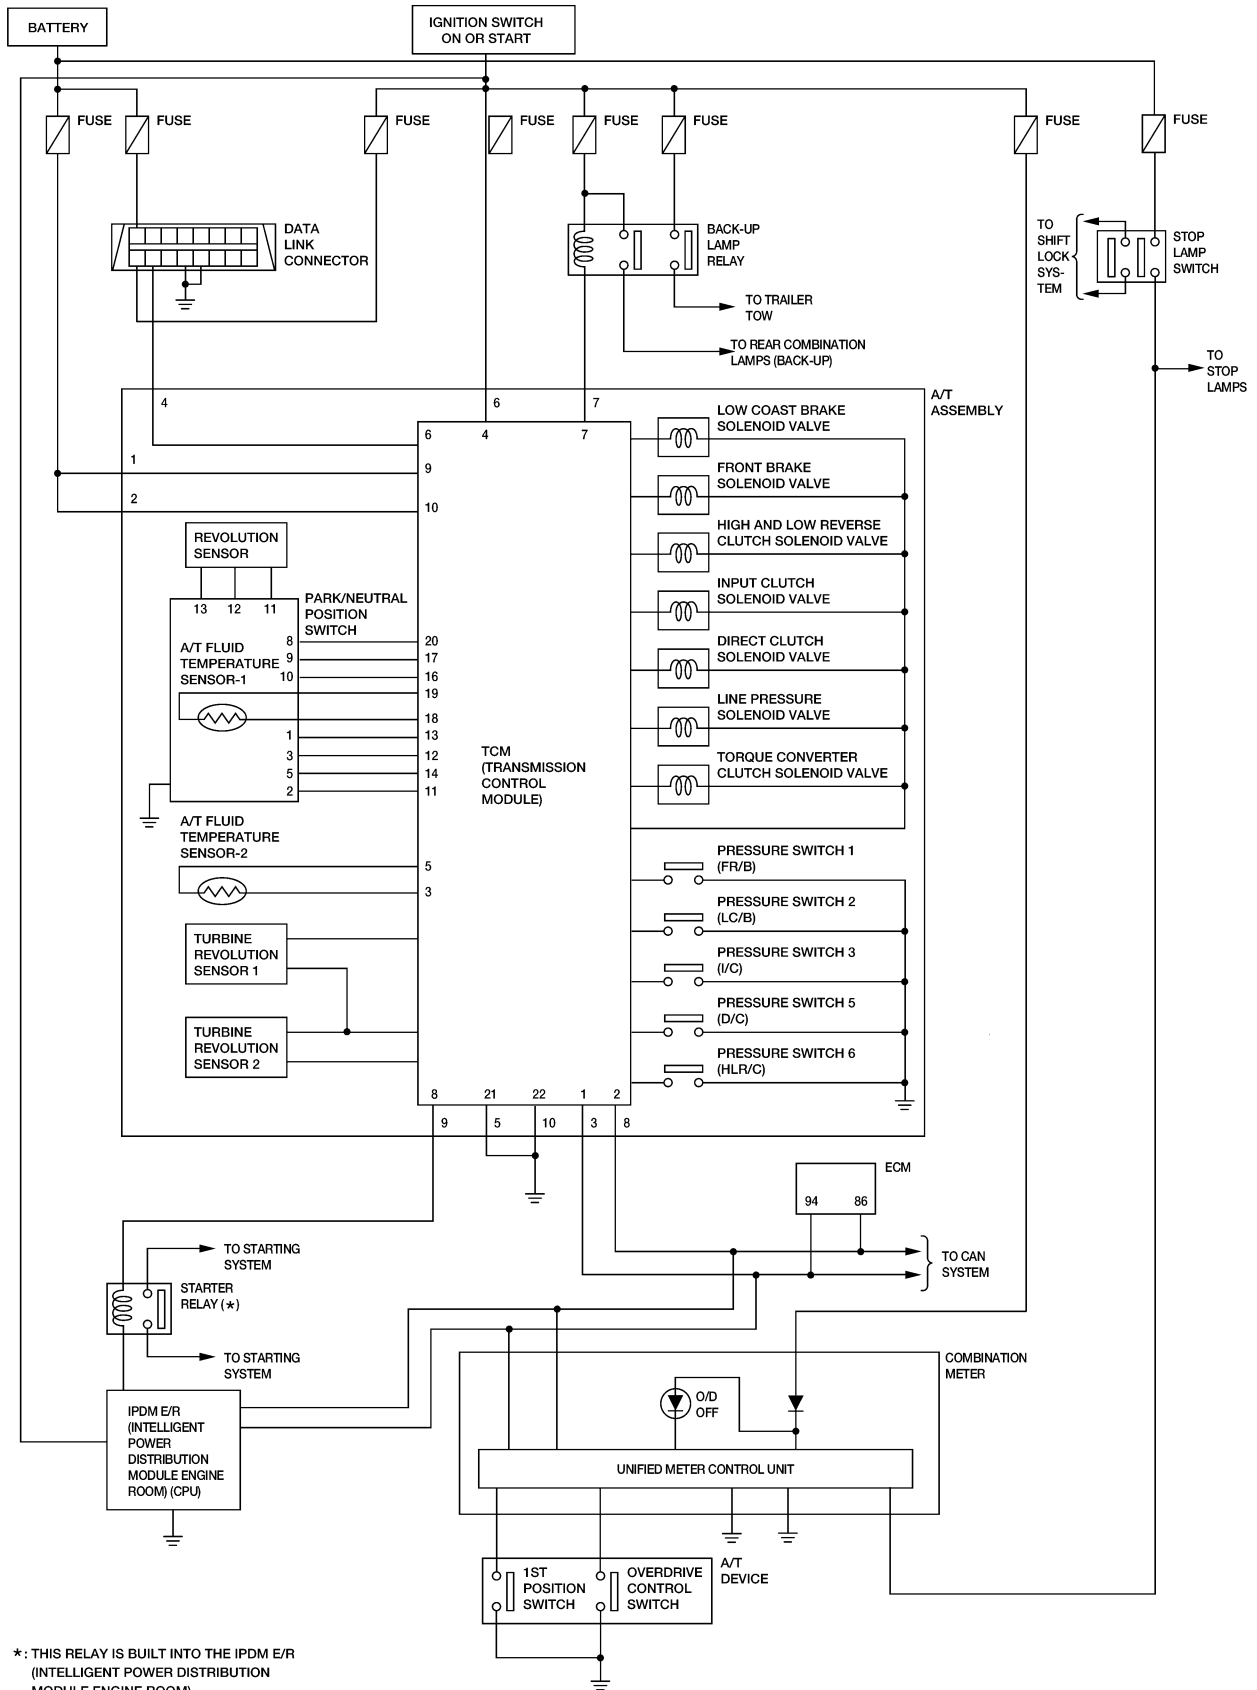 BATTERY
IGNITION SWITCH
ON OR START
FUSE
FUSE
FUSE
FUSE
FUSE
FUSE
FUSE
FUSE
DATA
LINK
CONNECTOR
BACK-UP
LAMP
RELAY
TO
SHIFT
LOCK
SYS-
TEM
STOP
LAMP
SWITCH
TO TRAILER
TOW
TO REAR COMBINATION
LAMPS (BACK-UP)
TO
STOP
LAMPS
A/T
ASSEMBLY
4
6
7
6
4
7
1
9
2
10
LOW COAST BRAKE
SOLENOID VALVE
FRONT BRAKE
SOLENOID VALVE
HIGH AND LOW REVERSE
CLUTCH SOLENOID VALVE
INPUT CLUTCH
SOLENOID VALVE
DIRECT CLUTCH
SOLENOID VALVE
LINE PRESSURE
SOLENOID VALVE
TORQUE CONVERTER
CLUTCH SOLENOID VALVE
REVOLUTION
SENSOR
13 12 11
PARK/NEUTRAL
POSITION
SWITCH
A/T FLUID
TEMPERATURE
SENSOR-1
8 20
9 17
10 16
19
18
1 13
3 12
5 14
2 11
TCM
(TRANSMISSION
CONTROL
MODULE)
A/T FLUID
TEMPERATURE
SENSOR-2
5
3
TURBINE
REVOLUTION
SENSOR 1
TURBINE
REVOLUTION
SENSOR 2
PRESSURE SWITCH 1
(FR/B)
PRESSURE SWITCH 2
(LC/B)
PRESSURE SWITCH 3
(I/C)
PRESSURE SWITCH 5
(D/C)
PRESSURE SWITCH 6
(HLR/C)
8 21 22 1 2
9 5 10 3 8
ECM
94 86
TO CAN
SYSTEM
TO STARTING
SYSTEM
STARTER
RELAY (*)
TO STARTING
SYSTEM
IPDM E/R
(INTELLIGENT
POWER
DISTRIBUTION
MODULE ENGINE
ROOM) (CPU)
COMBINATION
METER
O/D
OFF
UNIFIED METER CONTROL UNIT
A/T
DEVICE
1ST
POSITION
SWITCH
OVERDRIVE
CONTROL
SWITCH
*: THIS RELAY IS BUILT INTO THE IPDM E/R
(INTELLIGENT POWER DISTRIBUTION
MODULE ENGINE ROOM)